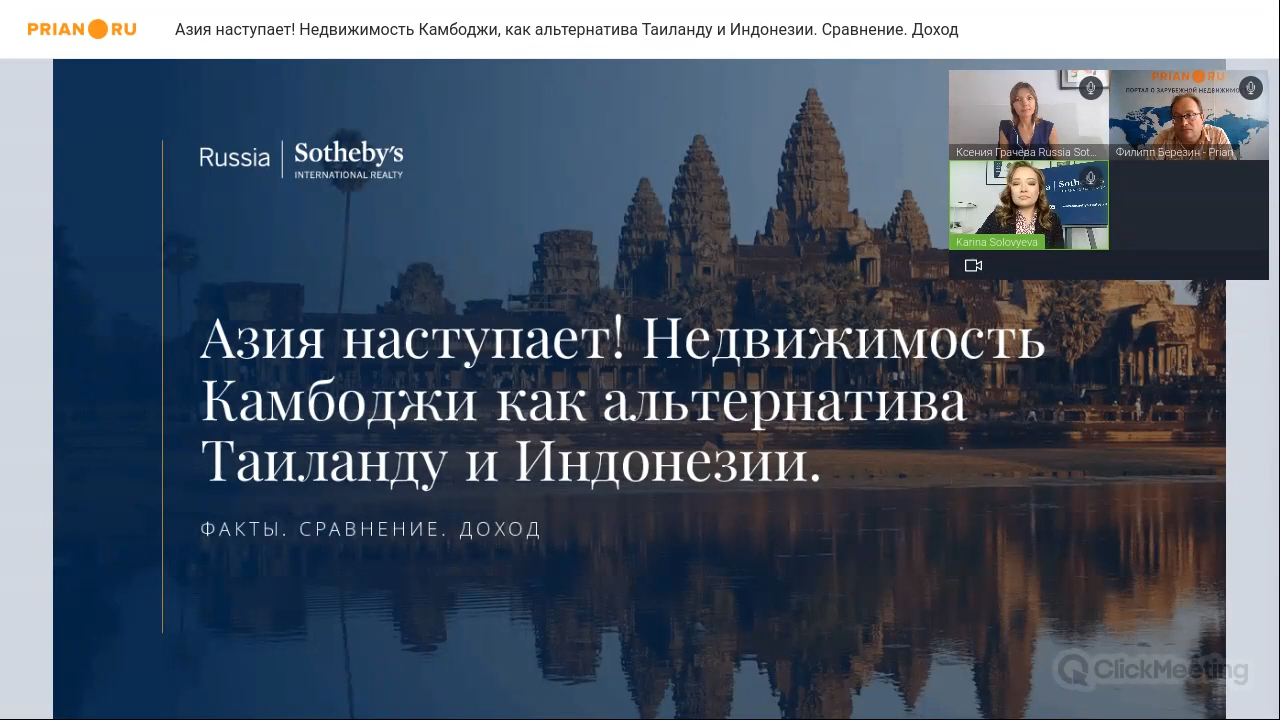 PRIAN RU
Азия наступает! Недвижимость Камбоджи, как альтернатива Таиланду и Индонезии. Сравнение. Доход
PRIAN RU
ПОРТАЛ О ЗАРУБЕЖНОЙ
Ксения Грачева Russia Sot...
Филипп Березин - Prian
Karina Solovyeva
Russia Sotheby's
INTERNATIONAL REALTY
Азия наступает! Недвижимость
Камбоджи как альтернатива
Таиланду и Индонезии.
ФАКТЫ. СРАВНЕНИЕ. ДОХОД
ClickMeeting